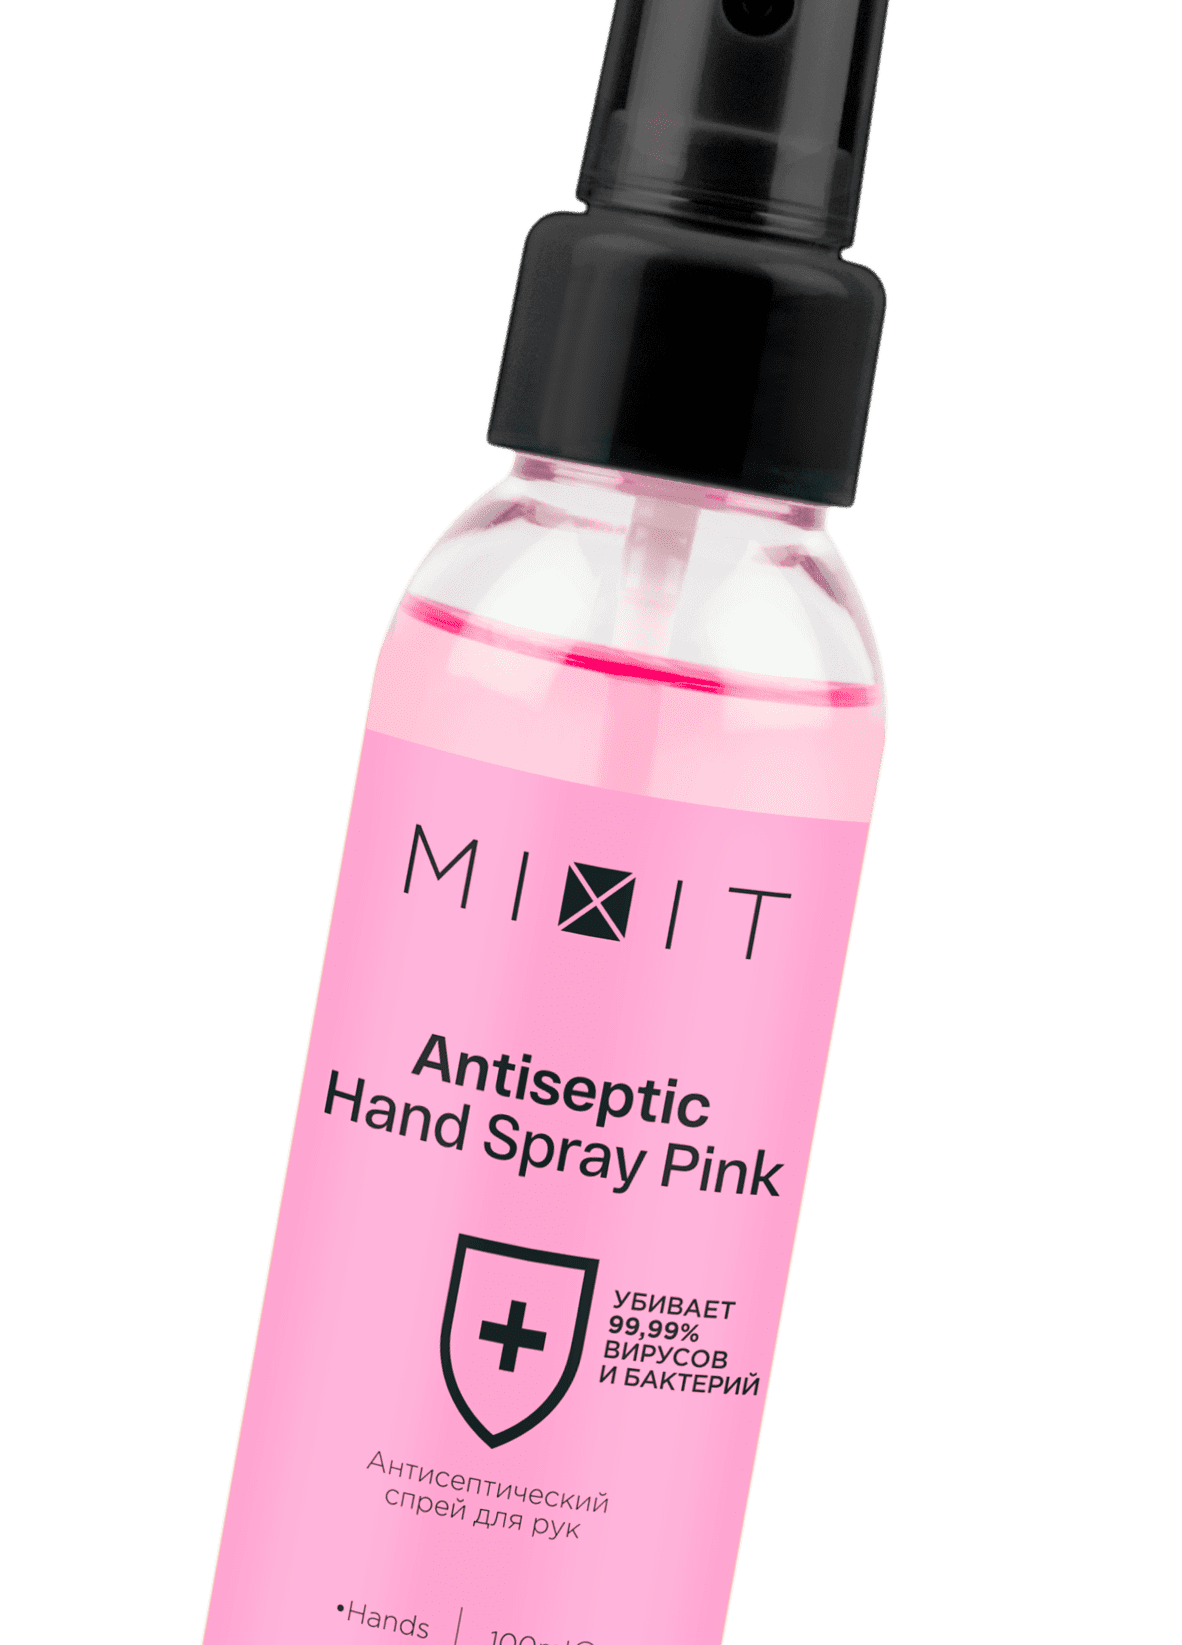 MIXIT
Antiseptic
Hand Spray Pink
УБИВАЕТ
99,99%
ВИРУСОВ
И БАКТЕРИЙ
Антисептический
спрей для рук
•Hands